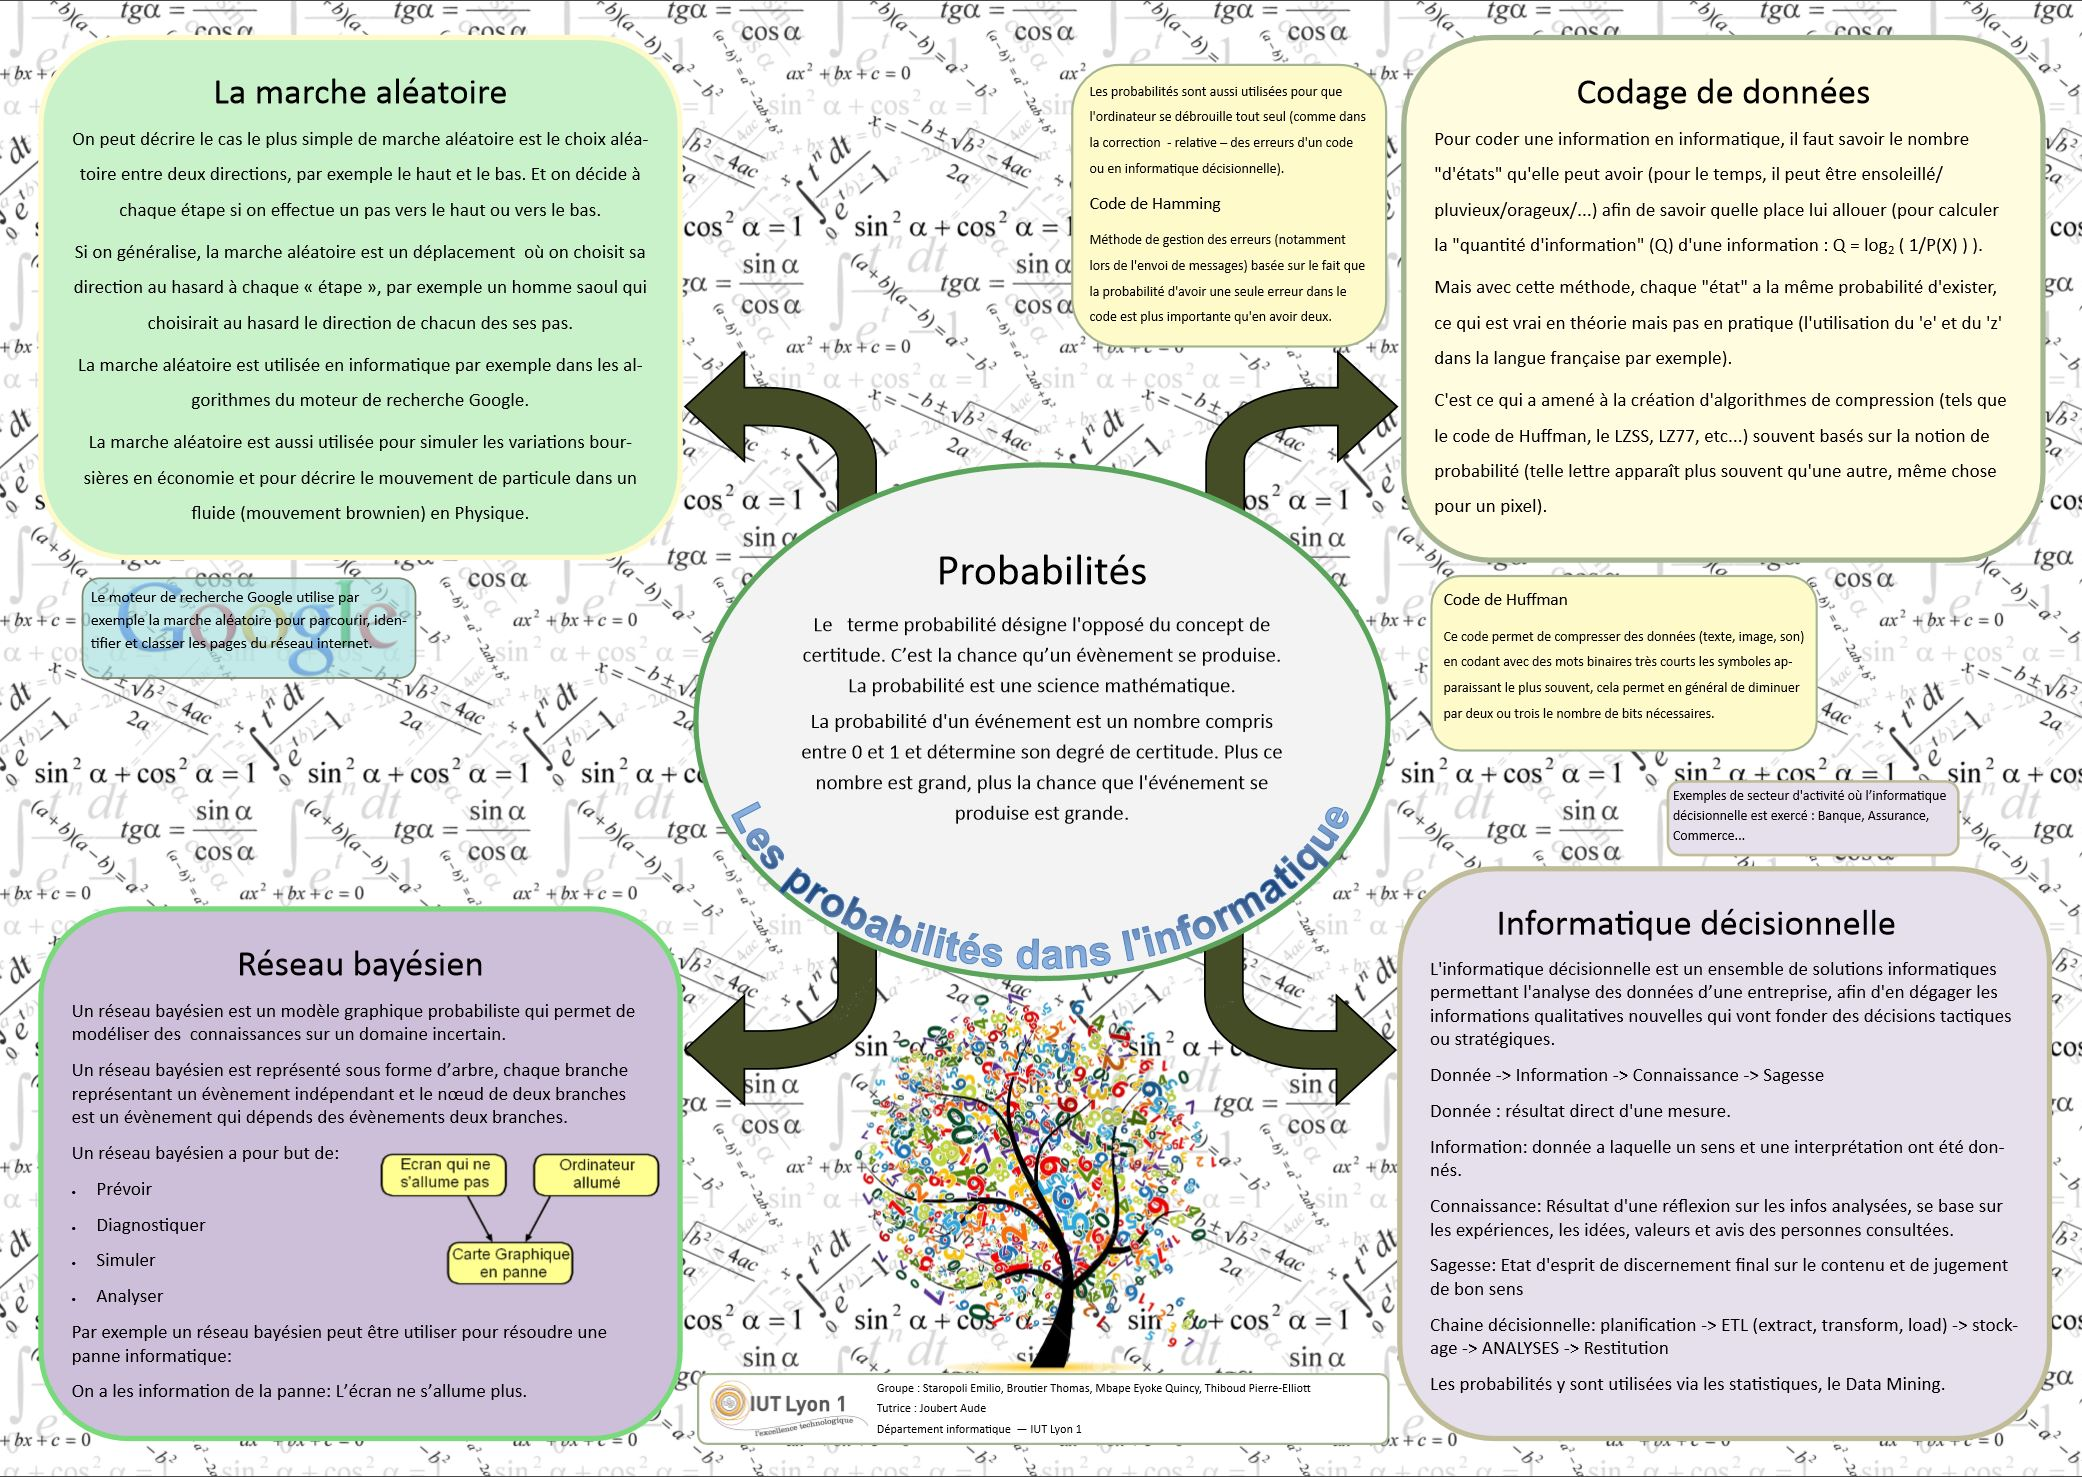 La marche aléatoire
On peut décrire le cas le plus simple de marche aléatoire est le choix aléa-
toire entre deux directions, par exemple le haut et le bas. Et on décide à
chaque étape si on effectue un pas vers le haut ou vers le bas.
Si on généralise, la marche aléatoire est un déplacement  où on choisit sa
direction au hasard à chaque « étape », par exemple un homme saoul qui
choisirait au hasard le direction de chacun des ses pas.
La marche aléatoire est utilisée en informatique par exemple dans les al-
gorithmes du moteur de recherche Google.
La marche aléatoire est aussi utilisée pour simuler les variations bour-
sières en économie et pour décrire le mouvement de particule dans un
fluide (mouvement brownien) en Physique.
Google
Le moteur de recherche Google utilise par
exemple la marche aléatoire pour parcourir, iden-
tifier et classer les pages du réseau internet.
Les probabilités sont aussi utilisées pour que
l'ordinateur se débrouille tout seul (comme dans
la correction  - relative – des erreurs d'un code
ou en informatique décisionnelle).
Code de Hamming
Méthode de gestion des erreurs (notamment
lors de l'envoi de messages) basée sur le fait que
la probabilité d'avoir une seule erreur dans le
code est plus importante qu'en avoir deux.
Codage de données
Pour coder une information en informatique, il faut savoir le nombre
"d'états" qu'elle peut avoir (pour le temps, il peut être ensoleillé/
pluvieux/orageux/...) afin de savoir quelle place lui allouer (pour calculer
la "quantité d'information" (Q) d'une information : Q = log₂ ( 1/P(X) ) ).
Mais avec cette méthode, chaque "état" a la même probabilité d'exister,
ce qui est vrai en théorie mais pas en pratique (l'utilisation du 'e' et du 'z'
dans la langue française par exemple).
C'est ce qui a amené à la création d'algorithmes de compression (tels que
le code de Huffman, le LZSS, LZ77, etc...) souvent basés sur la notion de
probabilité (telle lettre apparaît plus souvent qu'une autre, même chose
pour un pixel).
Code de Huffman
Ce code permet de compresser des données (texte, image, son)
en codant avec des mots binaires très courts les symboles ap-
paraissant le plus souvent, cela permet en général de diminuer
par deux ou trois le nombre de bits nécessaires.
Probabilités
Le   terme probabilité désigne l'opposé du concept de
certitude. C’est la chance qu’un évènement se produise.
La probabilité est une science mathématique.
La probabilité d'un événement est un nombre compris
entre 0 et 1 et détermine son degré de certitude. Plus ce
nombre est grand, plus la chance que l'événement se
produise est grande.
Les probabilités dans l'informatique
Exemples de secteur d'activité où l’informatique
décisionnelle est exercé : Banque, Assurance,
Commerce...
Réseau bayésien
Un réseau bayésien est un modèle graphique probabiliste qui permet de
modéliser des  connaissances sur un domaine incertain.
Un réseau bayésien est représenté sous forme d’arbre, chaque branche
représentant un évènement indépendant et le nœud de deux branches
est un évènement qui dépends des évènements deux branches.
Un réseau bayésien a pour but de:
• Prévoir
• Diagnostiquer
• Simuler
• Analyser
Ecran qui ne
s'allume pas
Ordinateur
allumé
Carte Graphique
en panne
Par exemple un réseau bayésien peut être utiliser pour résoudre une
panne informatique:
On a les information de la panne: L’écran ne s’allume plus.
Informatique décisionnelle
L'informatique décisionnelle est un ensemble de solutions informatiques
permettant l'analyse des données d’une entreprise, afin d'en dégager les
informations qualitatives nouvelles qui vont fonder des décisions tactiques
ou stratégiques.
Donnée -> Information -> Connaissance -> Sagesse
Donnée : résultat direct d'une mesure.
Information: donnée a laquelle un sens et une interprétation ont été don-
nés.
Connaissance: Résultat d'une réflexion sur les infos analysées, se base sur
les expériences, les idées, valeurs et avis des personnes consultées.
Sagesse: Etat d'esprit de discernement final sur le contenu et de jugement
de bon sens
Chaine décisionnelle: planification -> ETL (extract, transform, load) -> stock-
age -> ANALYSES -> Restitution
Les probabilités y sont utilisées via les statistiques, le Data Mining.
IUT Lyon 1
l'excellence technologique
Groupe : Staropoli Emilio, Broutier Thomas, Mbape Eyoke Quincy, Thiboud Pierre-Elliott
Tutrice : Joubert Aude
Département informatique  — IUT Lyon 1